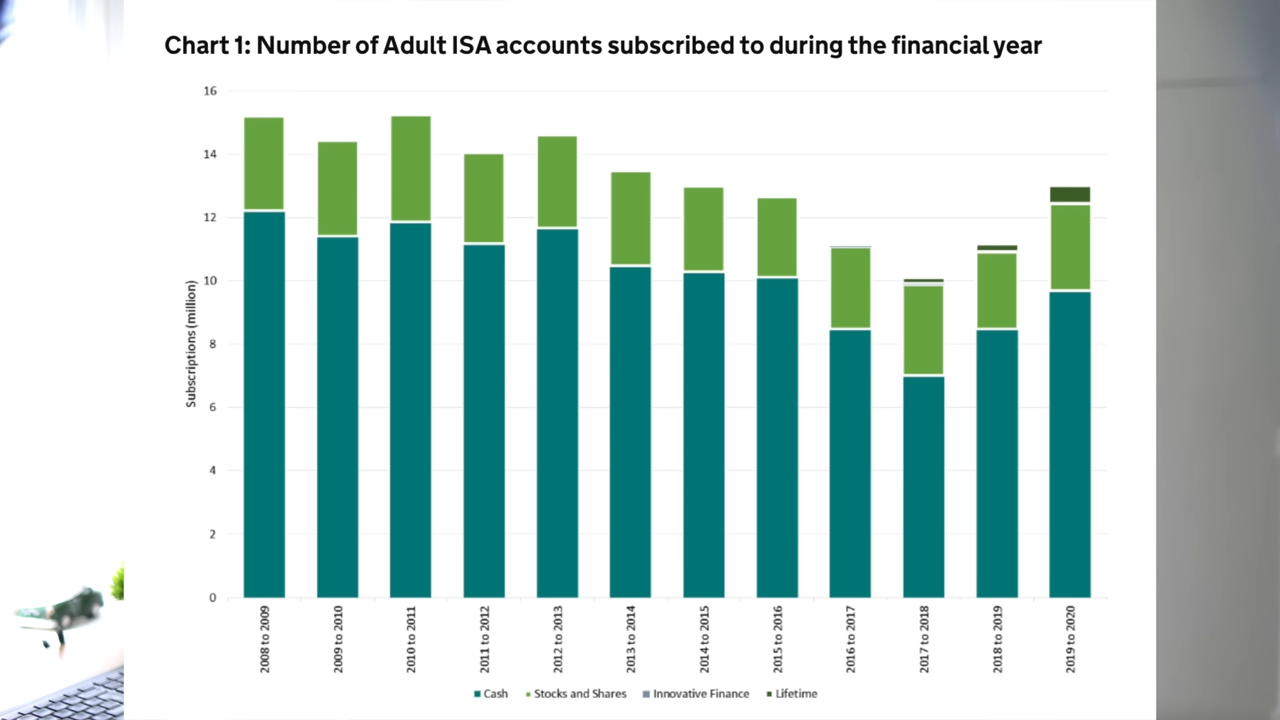 Chart 1: Number of Adult ISA accounts subscribed to during the financial year
16
14
12
10
8
6
4
2
0
Subscriptions (million)
2008 to 2009
2009 to 2010
2010 to 2011
2011 to 2012
2012 to 2013
2013 to 2014
2014 to 2015
2015 to 2016
2016 to 2017
2017 to 2018
2018 to 2019
2019 to 2020
Cash Stocks and Shares Innovative Finance Lifetime